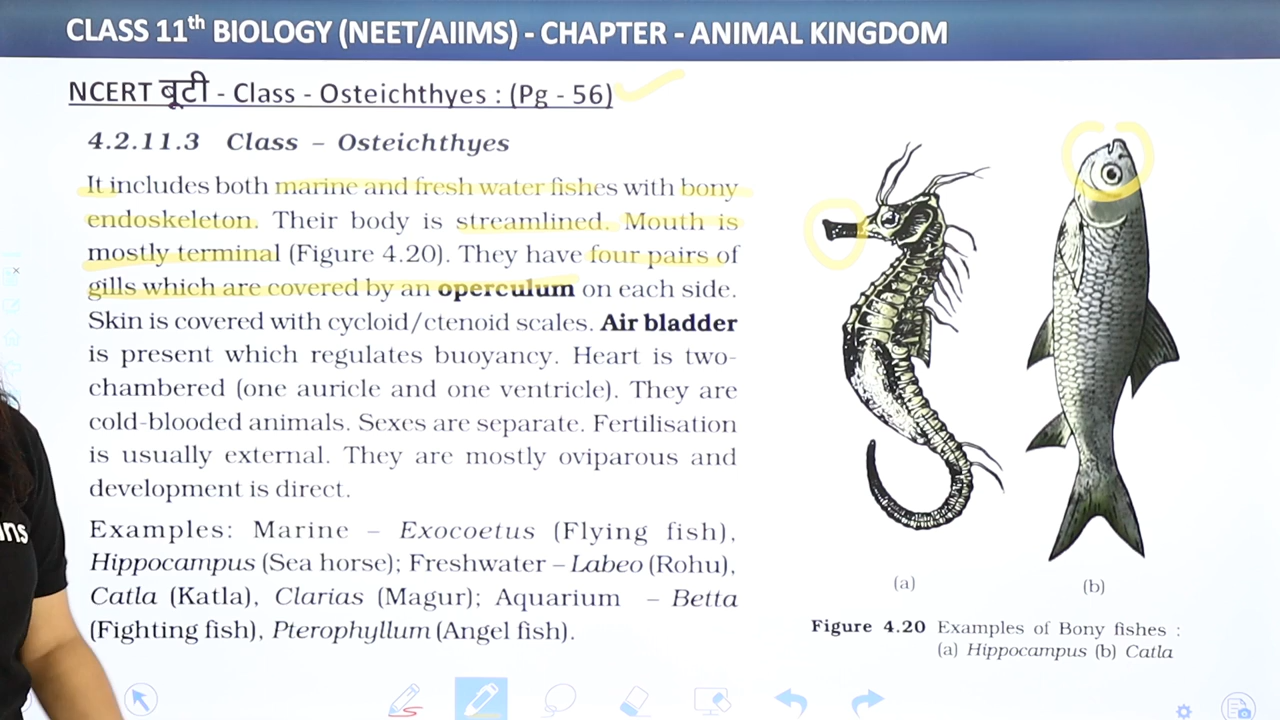 CLASS 11th BIOLOGY (NEET/AIIMS) - CHAPTER - ANIMAL KINGDOM
NCERT बूटी - Class - Osteichthyes : (Pg - 56)
4.2.11.3 Class – Osteichthyes
It includes both marine and fresh water fishes with bony
endoskeleton. Their body is streamlined. Mouth is
mostly terminal (Figure 4.20). They have four pairs of
gills which are covered by an operculum on each side.
Skin is covered with cycloid/ctenoid scales. Air bladder
is present which regulates buoyancy. Heart is two-
chambered (one auricle and one ventricle). They are
cold-blooded animals. Sexes are separate. Fertilisation
is usually external. They are mostly oviparous and
development is direct.
Examples: Marine – Exocoetus (Flying fish),
Hippocampus (Sea horse); Freshwater – Labeo (Rohu),
Catla (Katla), Clarias (Magur); Aquarium – Betta
(Fighting fish), Pterophyllum (Angel fish).
(a)
(b)
Figure 4.20 Examples of Bony fishes :
(a) Hippocampus (b) Catla
ns